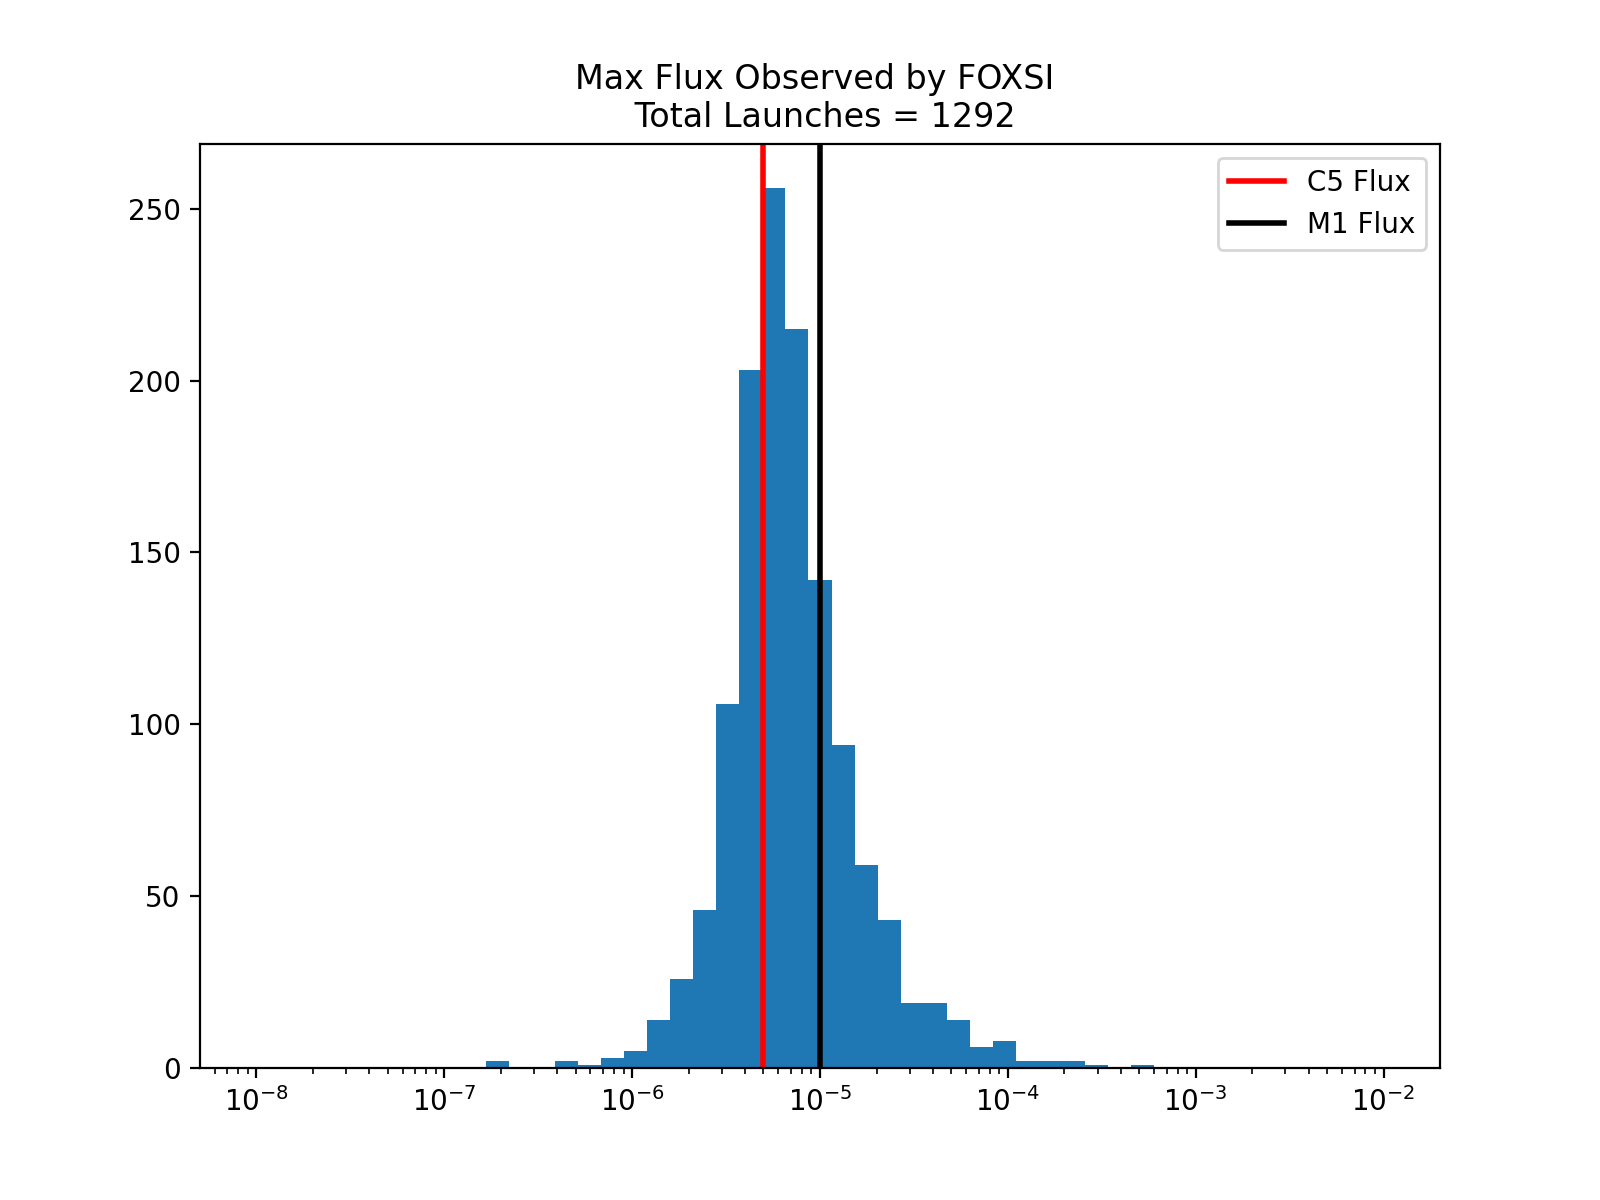 Max Flux Observed by FOXSI
Total Launches = 1292
C5 Flux
M1 Flux
250
200
150
100
50
0
10⁻⁸ 10⁻⁷ 10⁻⁶ 10⁻⁵ 10⁻⁴ 10⁻³ 10⁻²